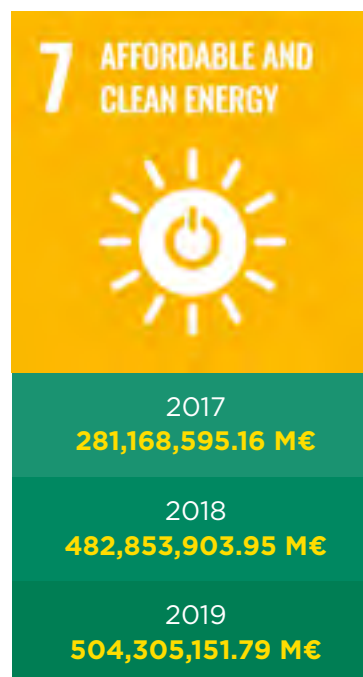 7 AFFORDABLE AND
CLEAN ENERGY
2017
281,168,595.16 M€
2018
482,853,903.95 M€
2019
504,305,151.79 M€